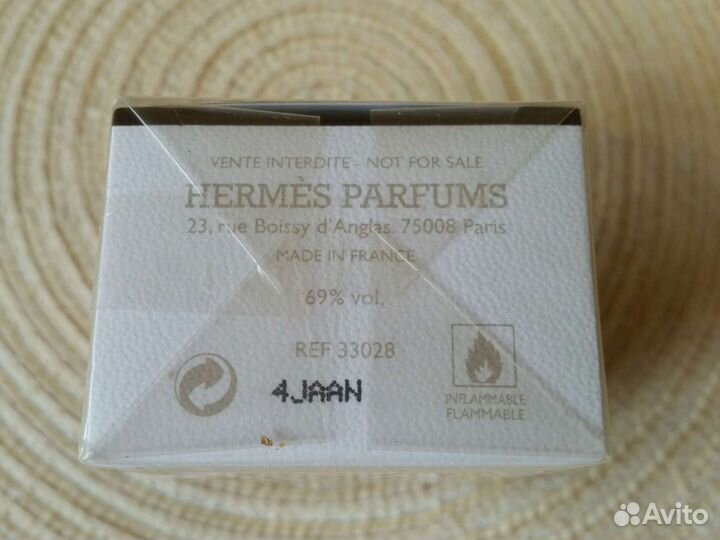 VENTE INTERDITE - NOT FOR SALE
HERMÈS PARFUMS
23, rue Boissy d'Anglas. 75008 Paris
MADE IN FRANCE
69% vol.
REF 33028
4JAAN
INFLAMMABLE
FLAMMABLE
Avito